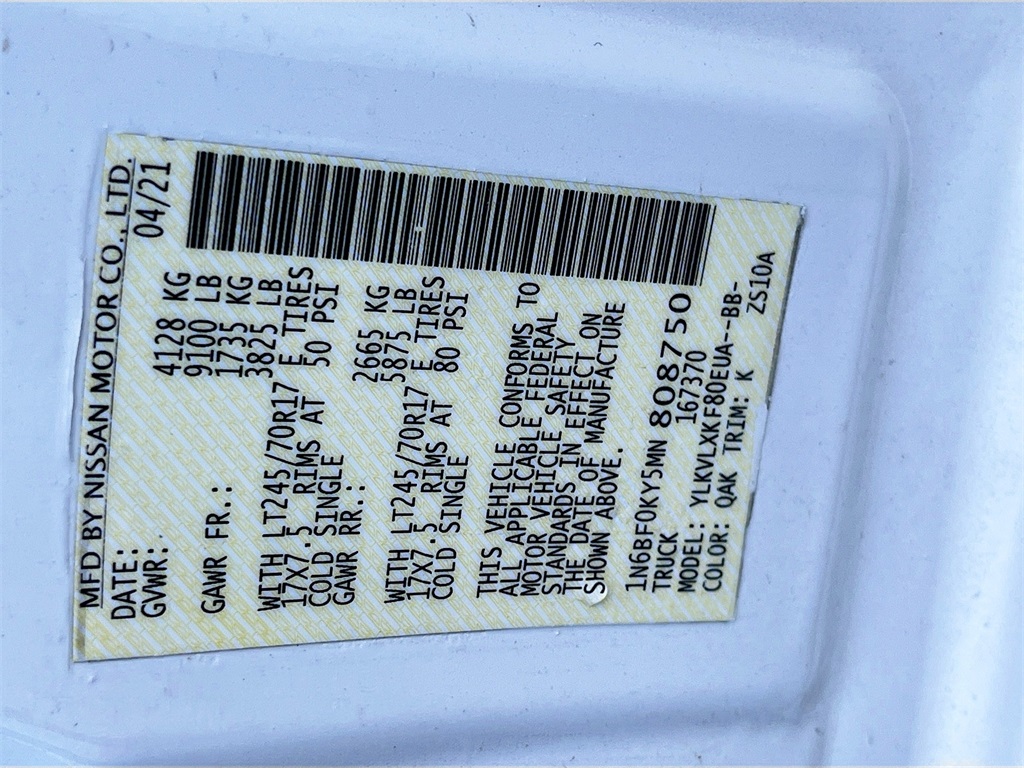 MFD BY NISSAN MOTOR CO., LTD.
DATE: 04/21
GVWR: 4128 KG
9100 LB
GAWR FR.: 1735 KG
3825 LB
WITH LT245/70R17 E TIRES
17X7.5 RIMS AT 50 PSI
COLD SINGLE
GAWR RR.: 2665 KG
5875 LB
WITH LT245/70R17 E TIRES
17X7.5 RIMS AT 80 PSI
COLD SINGLE
THIS VEHICLE CONFORMS TO
ALL APPLICABLE FEDERAL
MOTOR VEHICLE SAFETY
STANDARDS IN EFFECT ON
THE DATE OF MANUFACTURE
SHOWN ABOVE.
1N6BF0KY5MN 808750
TRUCK 167370
MODEL: YLKVLXKF80EUA--BB-
COLOR: QAK TRIM: K ZS10A